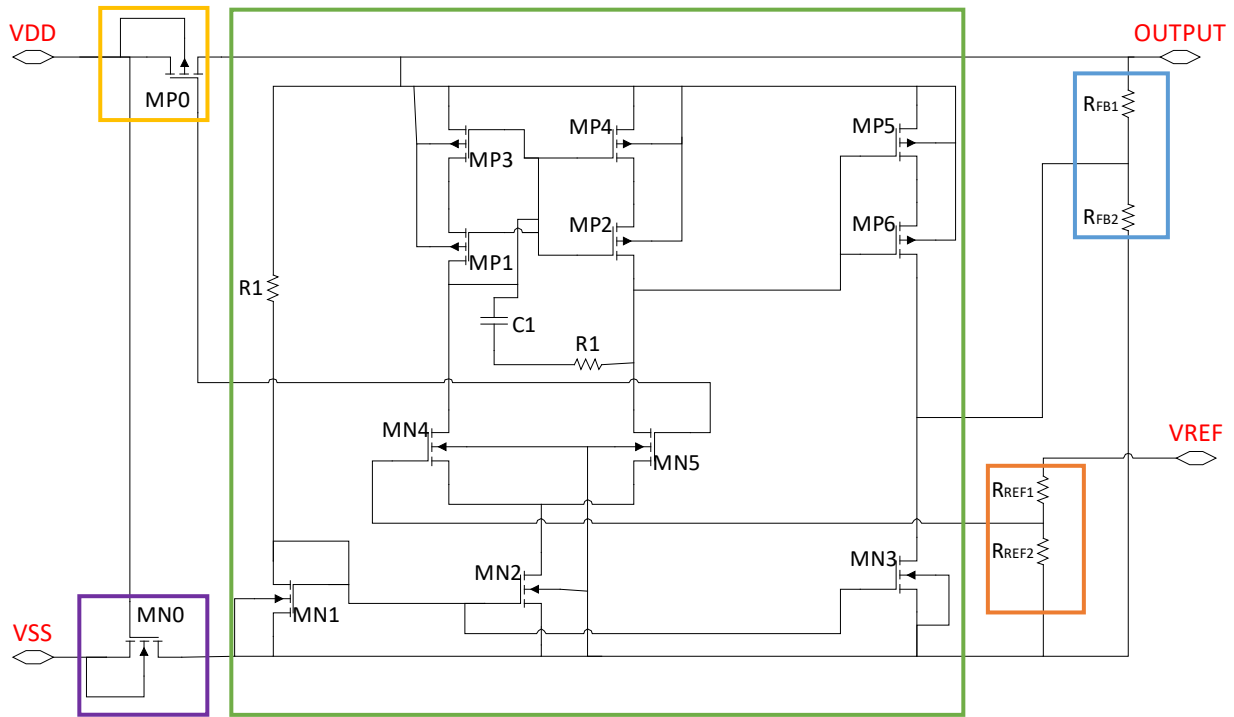 VDD
OUTPUT
MP0
RFB1
MP4
MP5
MP3
RFB2
MP2
MP6
MP1
R1
C1
R1
MN4
VREF
MN5
RREF1
RREF2
MN3
MN2
MN0
MN1
VSS